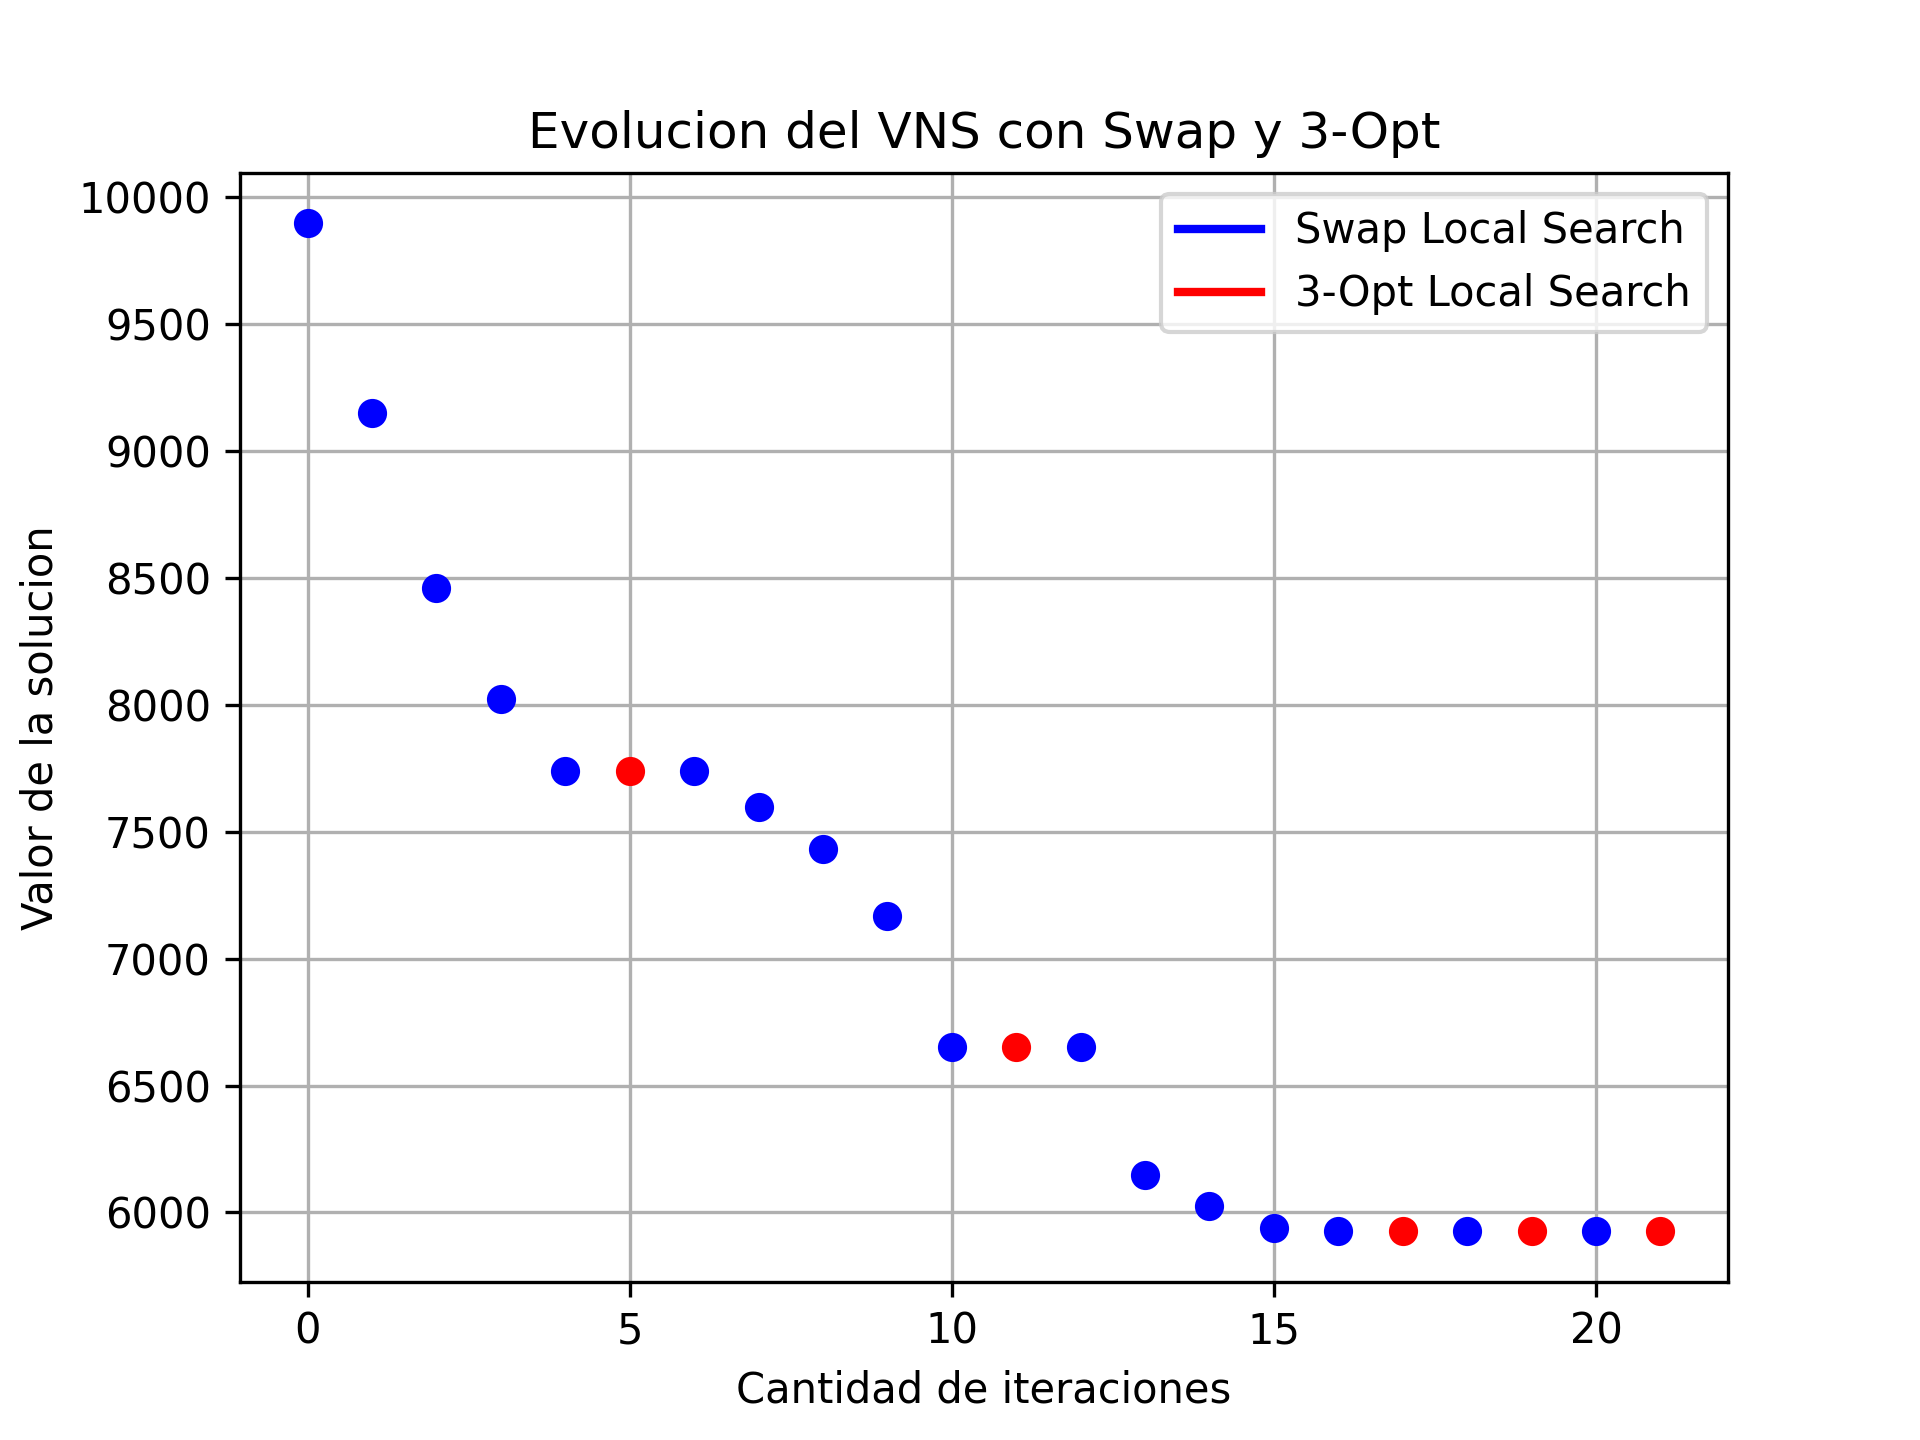 Evolucion del VNS con Swap y 3-Opt
10000
9500
9000
8500
8000
7500
7000
6500
6000
Valor de la solucion
Swap Local Search
3-Opt Local Search
0 5 10 15 20
Cantidad de iteraciones